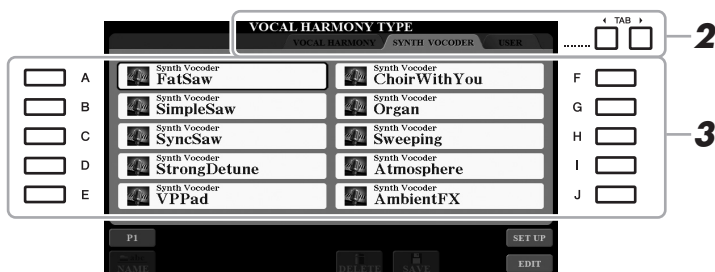 VOCAL HARMONY TYPE
TAB
VOCAL HARMONY SYNTH VOCODER USER
2
A Synth Vocoder Synth Vocoder F
FatSaw ChoirWithYou
B Synth Vocoder Synth Vocoder G
SimpleSaw Organ
C Synth Vocoder Synth Vocoder H
SyncSaw Sweeping
3
D Synth Vocoder Synth Vocoder I
StrongDetune Atmosphere
E Synth Vocoder Synth Vocoder J
VPPad AmbientFX
P1 SET UP
NAME DELETE SAVE EDIT